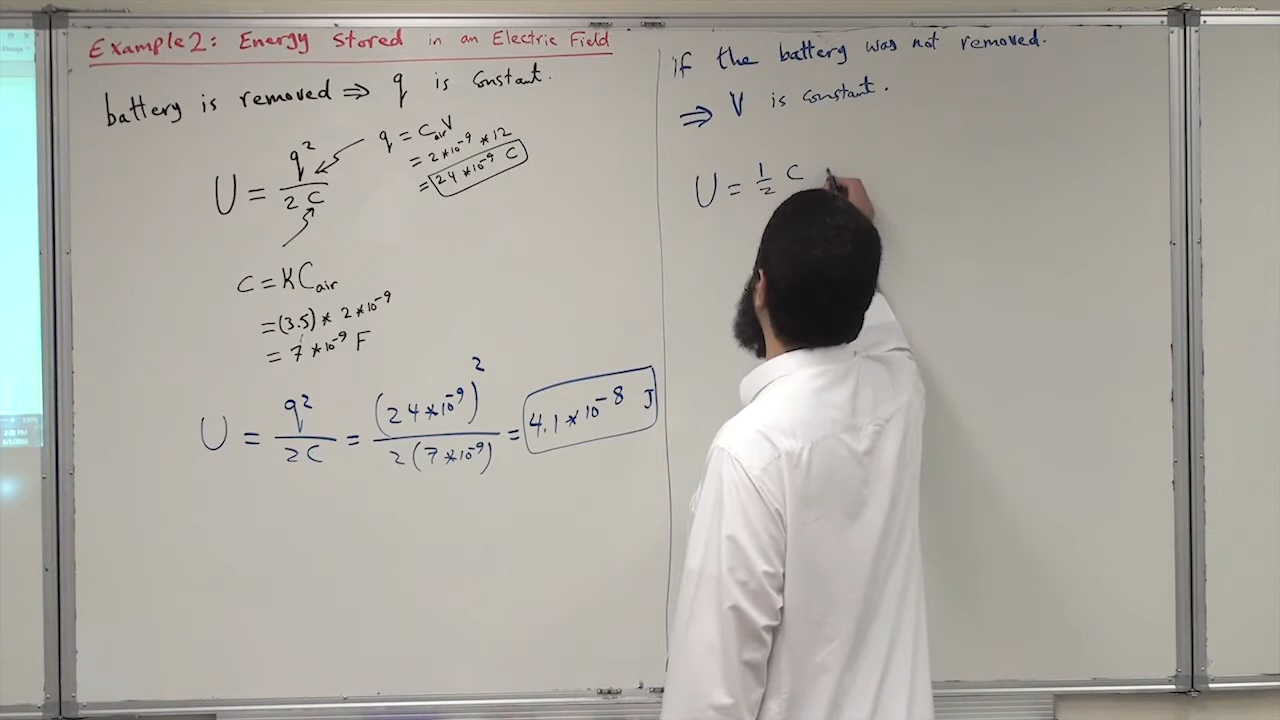 Example 2: Energy Stored in an Electric Field
battery is removed ⇒ q is constant.
U = q² / 2C
q = C_air V
= 2*10⁻⁹ * 12
= 24*10⁻⁹ C
C = K C_air
= (3.5) * 2*10⁻⁹
= 7*10⁻⁹ F
U = q² / 2C = (24*10⁻⁹)² / 2(7*10⁻⁹) = 4.1*10⁻⁸ J
if the battery was not removed.
⇒ V is constant.
U = 1/2 C